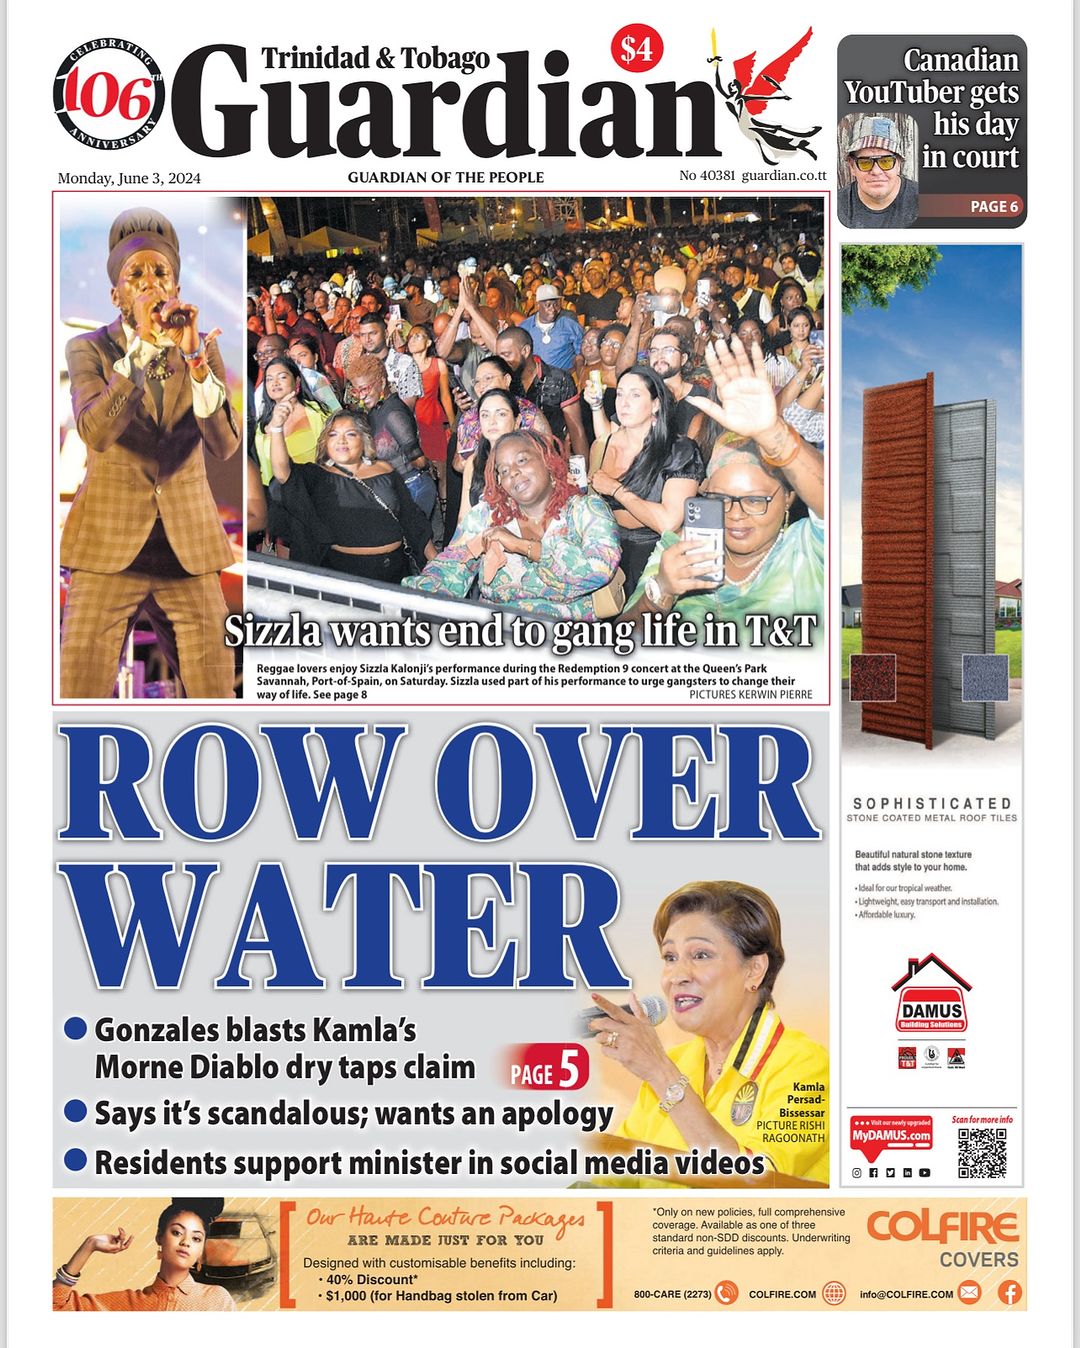 CELEBRATING
106TH
ANNIVERSARY
Trinidad & Tobago
Guardian
$4
Monday, June 3, 2024
GUARDIAN OF THE PEOPLE
No 40381 guardian.co.tt
Canadian
YouTuber gets
his day
in court
PAGE 6
Sizzla wants end to gang life in T&T
Reggae lovers enjoy Sizzla Kalonji's performance during the Redemption 9 concert at the Queen's Park
Savannah, Port-of-Spain, on Saturday. Sizzla used part of his performance to urge gangsters to change their
way of life. See page 8
PICTURES KERWIN PIERRE
ROW OVER
WATER
• Gonzales blasts Kamla's
Morne Diablo dry taps claim
PAGE 5
• Says it's scandalous; wants an apology
• Residents support minister in social media videos
Kamla
Persad-
Bissessar
PICTURE RISHI
RAGOONATH
SOPHISTICATED
STONE COATED METAL ROOF TILES
Beautiful natural stone texture
that adds style to your home.
• Ideal for our tropical weather.
• Lightweight, easy transport and installation.
• Affordable luxury.
DAMUS
Building Solutions
Visit our newly upgraded
MyDAMUS.com
Scan for more info
Our Haute Couture Packages
ARE MADE JUST FOR YOU
Designed with customisable benefits including:
• 40% Discount*
• $1,000 (for Handbag stolen from Car)
*Only on new policies, full comprehensive
coverage. Available as one of three
standard non-SDD discounts. Underwriting
criteria and guidelines apply.
COLFIRE
COVERS
800-CARE (2273)
COLFIRE.COM
info@COLFIRE.COM